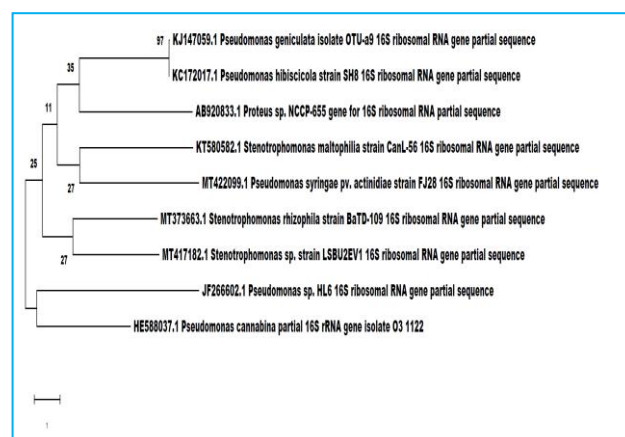 97
KJ147059.1 Pseudomonas geniculata isolate OTU-a9 16S ribosomal RNA gene partial sequence
35
KC172017.1 Pseudomonas hibiscicola strain SH8 16S ribosomal RNA gene partial sequence
11
AB920833.1 Proteus sp. NCCP-655 gene for 16S ribosomal RNA partial sequence
KT580582.1 Stenotrophomonas maltophilia strain CanL-56 16S ribosomal RNA gene partial sequence
25
27
MT422099.1 Pseudomonas syringae pv. actinidiae strain FJ28 16S ribosomal RNA gene partial sequence
MT373663.1 Stenotrophomonas rhizophila strain BaTD-109 16S ribosomal RNA gene partial sequence
27
MT417182.1 Stenotrophomonas sp. strain LSBU2EV1 16S ribosomal RNA gene partial sequence
JF266602.1 Pseudomonas sp. HL6 16S ribosomal RNA gene partial sequence
HE588037.1 Pseudomonas cannabina partial 16S rRNA gene isolate O3 1122
1